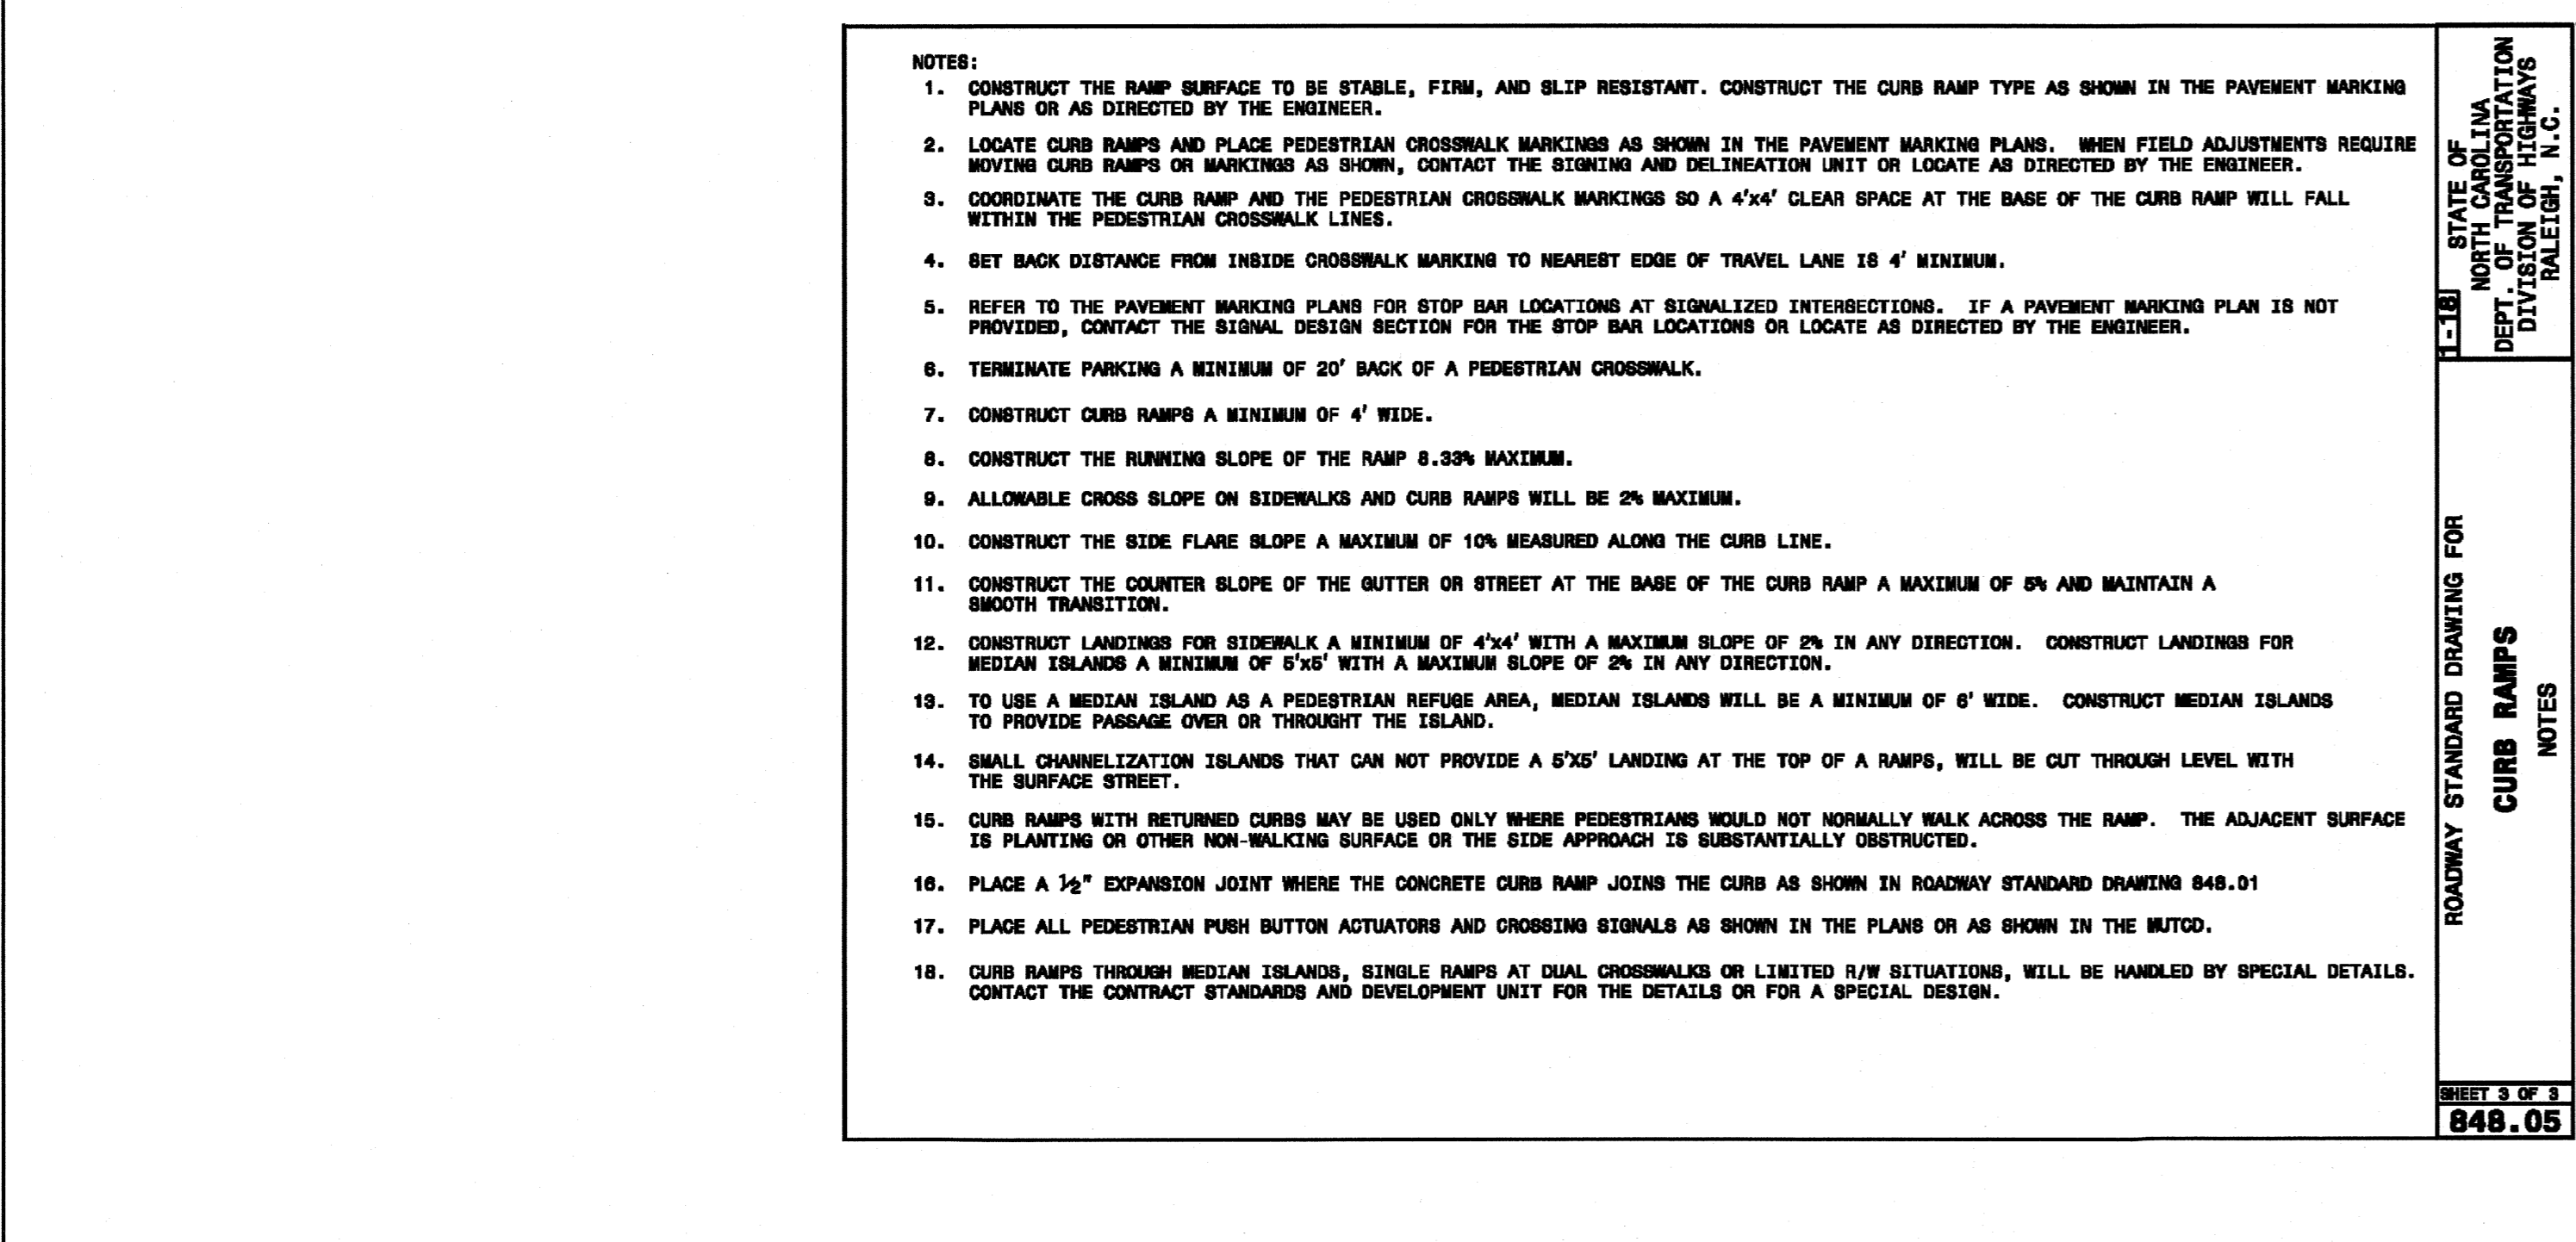 NOTES:
1. CONSTRUCT THE RAMP SURFACE TO BE STABLE, FIRM, AND SLIP RESISTANT. CONSTRUCT THE CURB RAMP TYPE AS SHOWN IN THE PAVEMENT MARKING
PLANS OR AS DIRECTED BY THE ENGINEER.
2. LOCATE CURB RAMPS AND PLACE PEDESTRIAN CROSSWALK MARKINGS AS SHOWN IN THE PAVEMENT MARKING PLANS. WHEN FIELD ADJUSTMENTS REQUIRE
MOVING CURB RAMPS OR MARKINGS AS SHOWN, CONTACT THE SIGNING AND DELINEATION UNIT OR LOCATE AS DIRECTED BY THE ENGINEER.
3. COORDINATE THE CURB RAMP AND THE PEDESTRIAN CROSSWALK MARKINGS SO A 4'x4' CLEAR SPACE AT THE BASE OF THE CURB RAMP WILL FALL
WITHIN THE PEDESTRIAN CROSSWALK LINES.
4. SET BACK DISTANCE FROM INSIDE CROSSWALK MARKING TO NEAREST EDGE OF TRAVEL LANE IS 4' MINIMUM.
5. REFER TO THE PAVEMENT MARKING PLANS FOR STOP BAR LOCATIONS AT SIGNALIZED INTERSECTIONS. IF A PAVEMENT MARKING PLAN IS NOT
PROVIDED, CONTACT THE SIGNAL DESIGN SECTION FOR THE STOP BAR LOCATIONS OR LOCATE AS DIRECTED BY THE ENGINEER.
6. TERMINATE PARKING A MINIMUM OF 20' BACK OF A PEDESTRIAN CROSSWALK.
7. CONSTRUCT CURB RAMPS A MINIMUM OF 4' WIDE.
8. CONSTRUCT THE RUNNING SLOPE OF THE RAMP 8.33% MAXIMUM.
9. ALLOWABLE CROSS SLOPE ON SIDEWALKS AND CURB RAMPS WILL BE 2% MAXIMUM.
10. CONSTRUCT THE SIDE FLARE SLOPE A MAXIMUM OF 10% MEASURED ALONG THE CURB LINE.
11. CONSTRUCT THE COUNTER SLOPE OF THE GUTTER OR STREET AT THE BASE OF THE CURB RAMP A MAXIMUM OF 5% AND MAINTAIN A
SMOOTH TRANSITION.
12. CONSTRUCT LANDINGS FOR SIDEWALK A MINIMUM OF 4'x4' WITH A MAXIMUM SLOPE OF 2% IN ANY DIRECTION. CONSTRUCT LANDINGS FOR
MEDIAN ISLANDS A MINIMUM OF 5'x5' WITH A MAXIMUM SLOPE OF 2% IN ANY DIRECTION.
13. TO USE A MEDIAN ISLAND AS A PEDESTRIAN REFUGE AREA, MEDIAN ISLANDS WILL BE A MINIMUM OF 6' WIDE. CONSTRUCT MEDIAN ISLANDS
TO PROVIDE PASSAGE OVER OR THROUGHT THE ISLAND.
14. SMALL CHANNELIZATION ISLANDS THAT CAN NOT PROVIDE A 5'X5' LANDING AT THE TOP OF A RAMPS, WILL BE CUT THROUGH LEVEL WITH
THE SURFACE STREET.
15. CURB RAMPS WITH RETURNED CURBS MAY BE USED ONLY WHERE PEDESTRIANS WOULD NOT NORMALLY WALK ACROSS THE RAMP. THE ADJACENT SURFACE
IS PLANTING OR OTHER NON-WALKING SURFACE OR THE SIDE APPROACH IS SUBSTANTIALLY OBSTRUCTED.
16. PLACE A ½" EXPANSION JOINT WHERE THE CONCRETE CURB RAMP JOINS THE CURB AS SHOWN IN ROADWAY STANDARD DRAWING 848.01
17. PLACE ALL PEDESTRIAN PUSH BUTTON ACTUATORS AND CROSSING SIGNALS AS SHOWN IN THE PLANS OR AS SHOWN IN THE MUTCD.
18. CURB RAMPS THROUGH MEDIAN ISLANDS, SINGLE RAMPS AT DUAL CROSSWALKS OR LIMITED R/W SITUATIONS, WILL BE HANDLED BY SPECIAL DETAILS.
CONTACT THE CONTRACT STANDARDS AND DEVELOPMENT UNIT FOR THE DETAILS OR FOR A SPECIAL DESIGN.
1-18
STATE OF
NORTH CAROLINA
DEPT. OF TRANSPORTATION
DIVISION OF HIGHWAYS
RALEIGH, N.C.
ROADWAY STANDARD DRAWING FOR
CURB RAMPS
NOTES
SHEET 3 OF 3
848.05